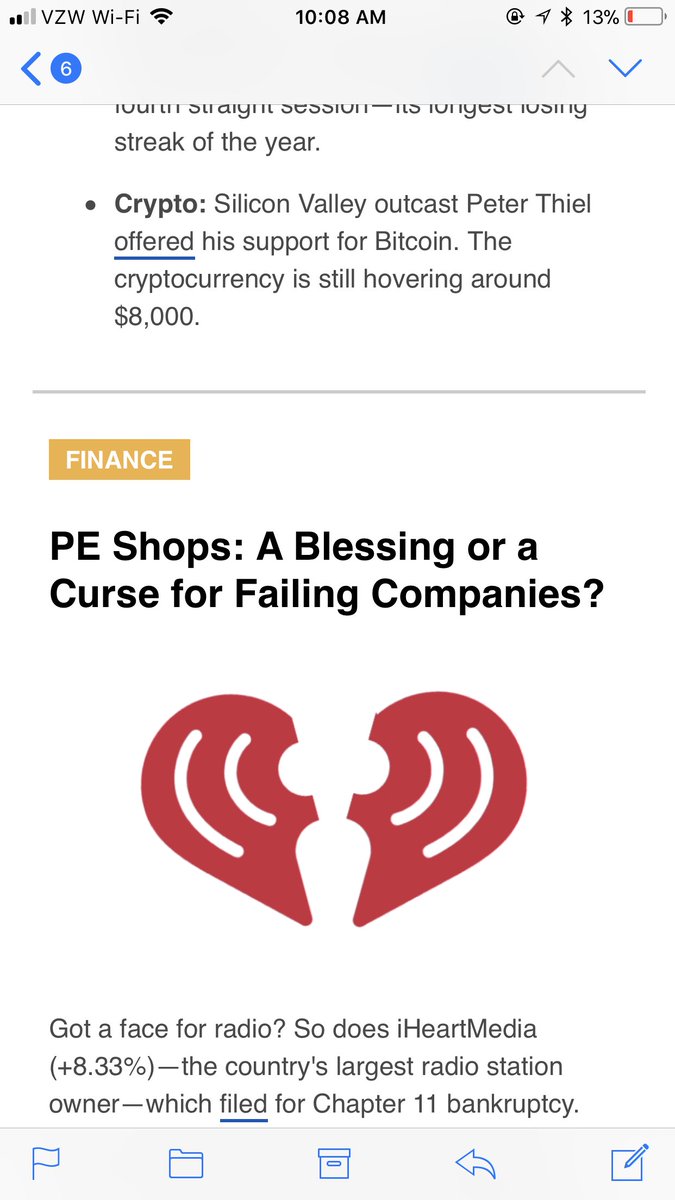 VZW Wi-Fi 10:08 AM 13%
6
fourth straight session—its longest losing
streak of the year.
• Crypto: Silicon Valley outcast Peter Thiel
offered his support for Bitcoin. The
cryptocurrency is still hovering around
$8,000.
FINANCE
PE Shops: A Blessing or a
Curse for Failing Companies?
Got a face for radio? So does iHeartMedia
(+8.33%)—the country's largest radio station
owner—which filed for Chapter 11 bankruptcy.